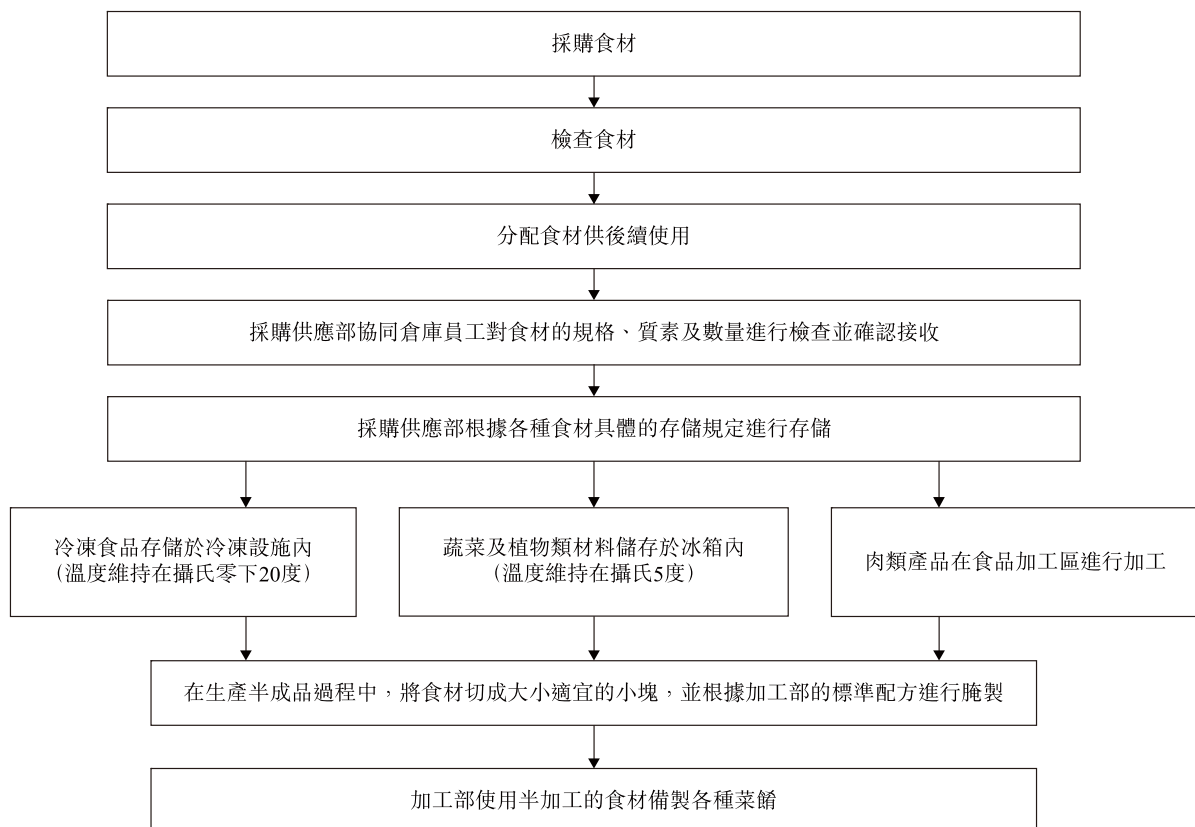 採購食材
檢查食材
分配食材供後續使用
採購供應部協同倉庫員工對食材的規格、質素及數量進行檢查並確認接收
採購供應部根據各種食材具體的存儲規定進行存儲
冷凍食品存儲於冷凍設施內
（溫度維持在攝氏零下20度）
蔬菜及植物類材料儲存於冰箱內
（溫度維持在攝氏5度）
肉類產品在食品加工區進行加工
在生產半成品過程中，將食材切成大小適宜的小塊，並根據加工部的標準配方進行腌製
加工部使用半加工的食材備製各種菜餚